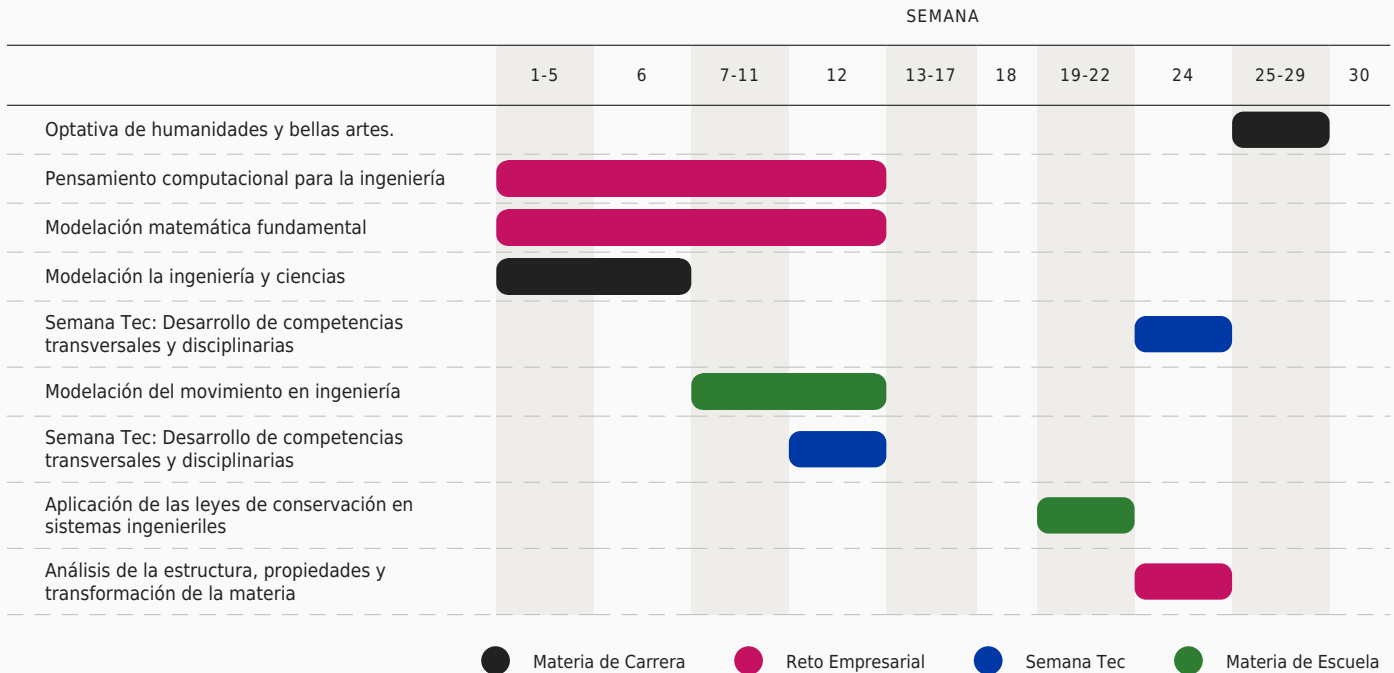 SEMANA
1-5 6 7-11 12 13-17 18 19-22 24 25-29 30
Optativa de humanidades y bellas artes.
Pensamiento computacional para la ingeniería
Modelación matemática fundamental
Modelación la ingeniería y ciencias
Semana Tec: Desarrollo de competencias
transversales y disciplinarias
Modelación del movimiento en ingeniería
Semana Tec: Desarrollo de competencias
transversales y disciplinarias
Aplicación de las leyes de conservación en
sistemas ingenieriles
Análisis de la estructura, propiedades y
transformación de la materia
Materia de Carrera Reto Empresarial Semana Tec Materia de Escuela